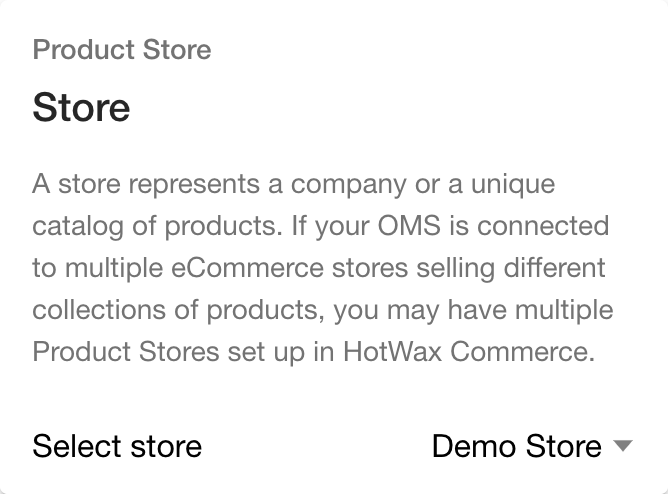 Product Store
Store
A store represents a company or a unique
catalog of products. If your OMS is connected
to multiple eCommerce stores selling different
collections of products, you may have multiple
Product Stores set up in HotWax Commerce.
Select store Demo Store